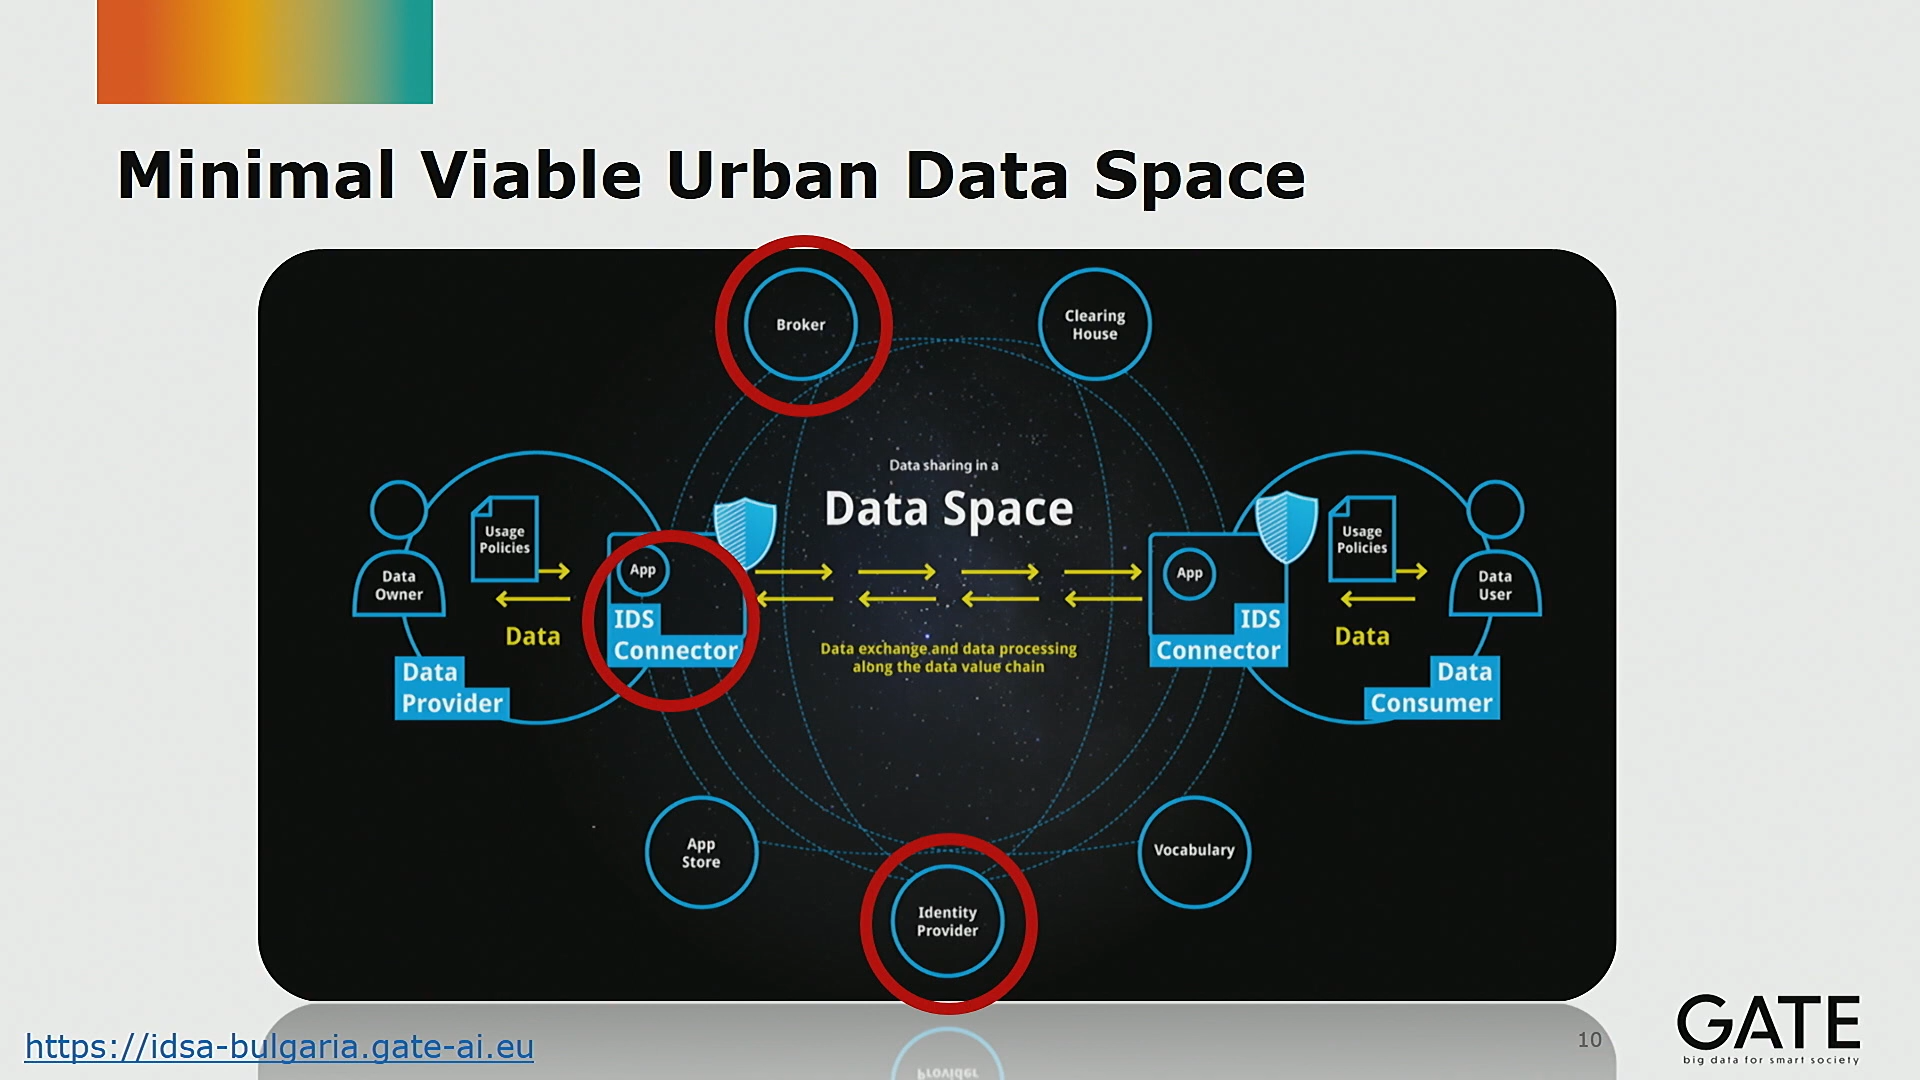 Minimal Viable Urban Data Space
Broker
Clearing
House
Data sharing in a
Data Space
Data
Owner
Usage
Policies
Data
Data
Provider
App
IDS
Connector
Data exchange and data processing
along the data value chain
App
IDS
Connector
Usage
Policies
Data
Data
User
Data
Consumer
App
Store
Identity
Provider
Vocabulary
https://idsa-bulgaria.gate-ai.eu
Provider
10
GATE
big data for smart society